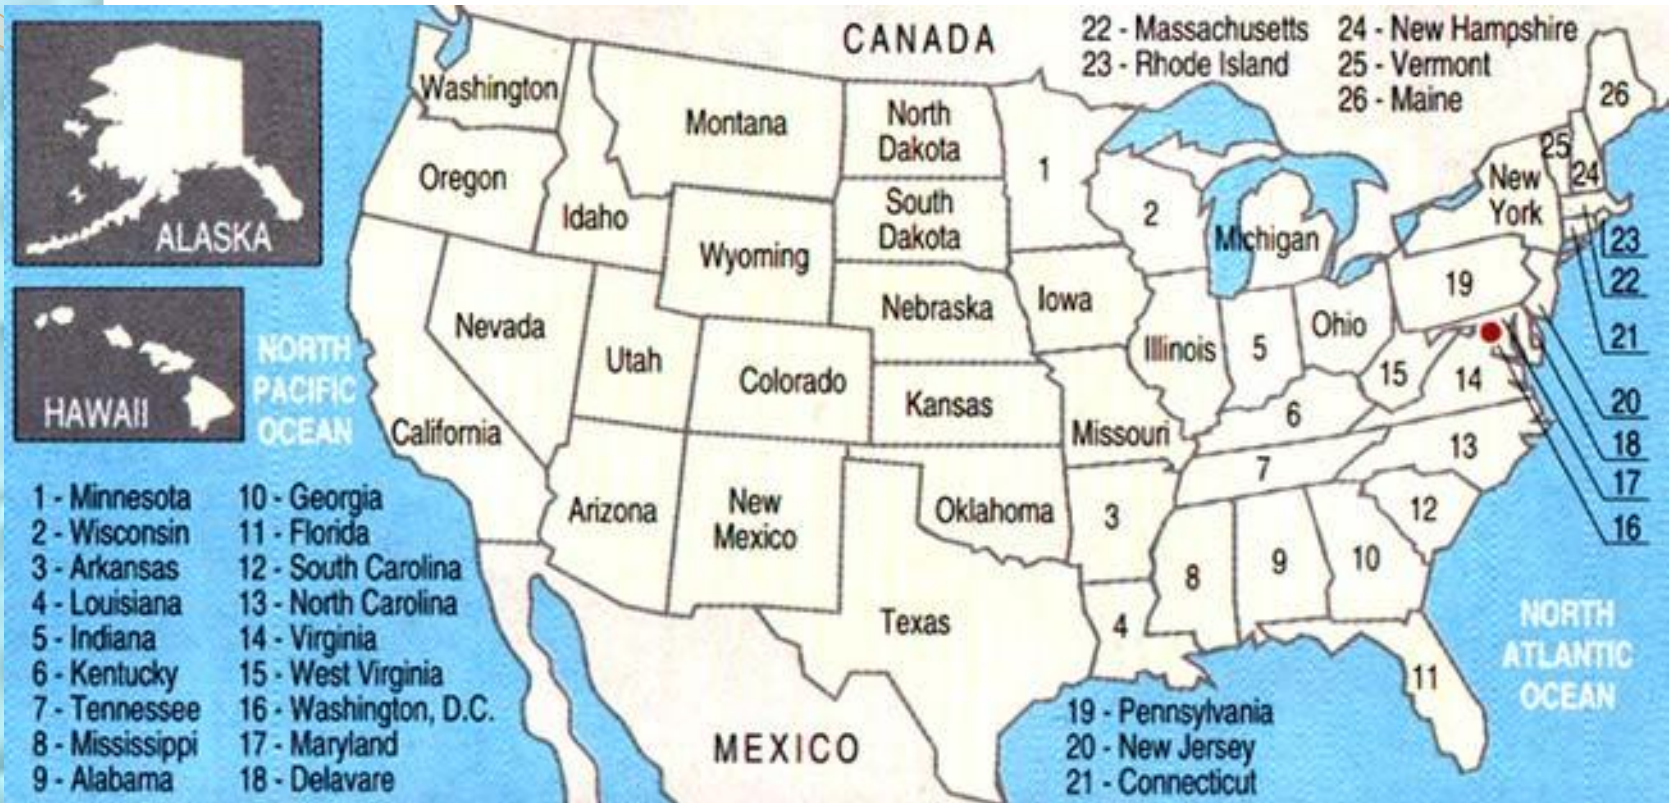 CANADA
22 - Massachusetts
23 - Rhode Island
24 - New Hampshire
25 - Vermont
26 - Maine
26
Washington
Montana
North
Dakota
1
25
24
Oregon
Idaho
South
Dakota
2
Michigan
New
York
ALASKA
Wyoming
23
22
21
Nebraska
Iowa
19
Nevada
Utah
Colorado
Illinois
5
Ohio
15
14
NORTH
PACIFIC
OCEAN
HAWAII
California
Kansas
Missouri
6
20
18
17
16
13
7
Arizona
New
Mexico
Oklahoma
3
12
8
9
10
Texas
4
11
NORTH
ATLANTIC
OCEAN
MEXICO
1 - Minnesota
2 - Wisconsin
3 - Arkansas
4 - Louisiana
5 - Indiana
6 - Kentucky
7 - Tennessee
8 - Mississippi
9 - Alabama
10 - Georgia
11 - Florida
12 - South Carolina
13 - North Carolina
14 - Virginia
15 - West Virginia
16 - Washington, D.C.
17 - Maryland
18 - Delavare
19 - Pennsylvania
20 - New Jersey
21 - Connecticut